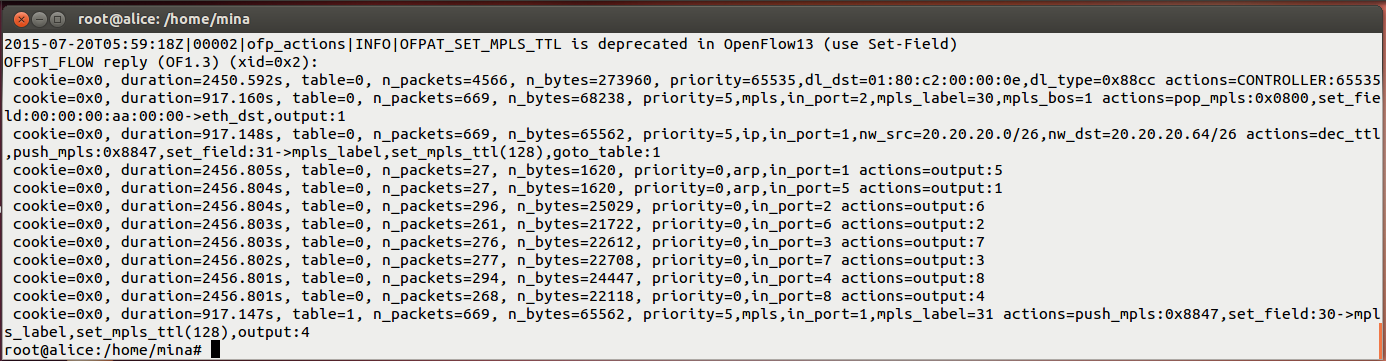 root@alice: /home/mina
2015-07-20T05:59:18Z|00002|ofp_actions|INFO|OFPAT_SET_MPLS_TTL is deprecated in OpenFlow13 (use Set-Field)
OFPST_FLOW reply (OF1.3) (xid=0x2):
 cookie=0x0, duration=2450.592s, table=0, n_packets=4566, n_bytes=273960, priority=65535,dl_dst=01:80:c2:00:00:0e,dl_type=0x88cc actions=CONTROLLER:65535
 cookie=0x0, duration=917.160s, table=0, n_packets=669, n_bytes=68238, priority=5,mpls,in_port=2,mpls_label=30,mpls_bos=1 actions=pop_mpls:0x0800,set_fie
ld:00:00:00:aa:00:00->eth_dst,output:1
 cookie=0x0, duration=917.148s, table=0, n_packets=669, n_bytes=65562, priority=5,ip,in_port=1,nw_src=20.20.20.0/26,nw_dst=20.20.20.64/26 actions=dec_ttl
,push_mpls:0x8847,set_field:31->mpls_label,set_mpls_ttl(128),goto_table:1
 cookie=0x0, duration=2456.805s, table=0, n_packets=27, n_bytes=1620, priority=0,arp,in_port=1 actions=output:5
 cookie=0x0, duration=2456.804s, table=0, n_packets=27, n_bytes=1620, priority=0,arp,in_port=5 actions=output:1
 cookie=0x0, duration=2456.804s, table=0, n_packets=296, n_bytes=25029, priority=0,in_port=2 actions=output:6
 cookie=0x0, duration=2456.803s, table=0, n_packets=261, n_bytes=21722, priority=0,in_port=6 actions=output:2
 cookie=0x0, duration=2456.803s, table=0, n_packets=276, n_bytes=22612, priority=0,in_port=3 actions=output:7
 cookie=0x0, duration=2456.802s, table=0, n_packets=277, n_bytes=22708, priority=0,in_port=7 actions=output:3
 cookie=0x0, duration=2456.801s, table=0, n_packets=294, n_bytes=24447, priority=0,in_port=4 actions=output:8
 cookie=0x0, duration=2456.801s, table=0, n_packets=268, n_bytes=22118, priority=0,in_port=8 actions=output:4
 cookie=0x0, duration=917.147s, table=1, n_packets=669, n_bytes=65562, priority=5,mpls,in_port=1,mpls_label=31 actions=push_mpls:0x8847,set_field:30->mpl
s_label,set_mpls_ttl(128),output:4
root@alice:/home/mina#